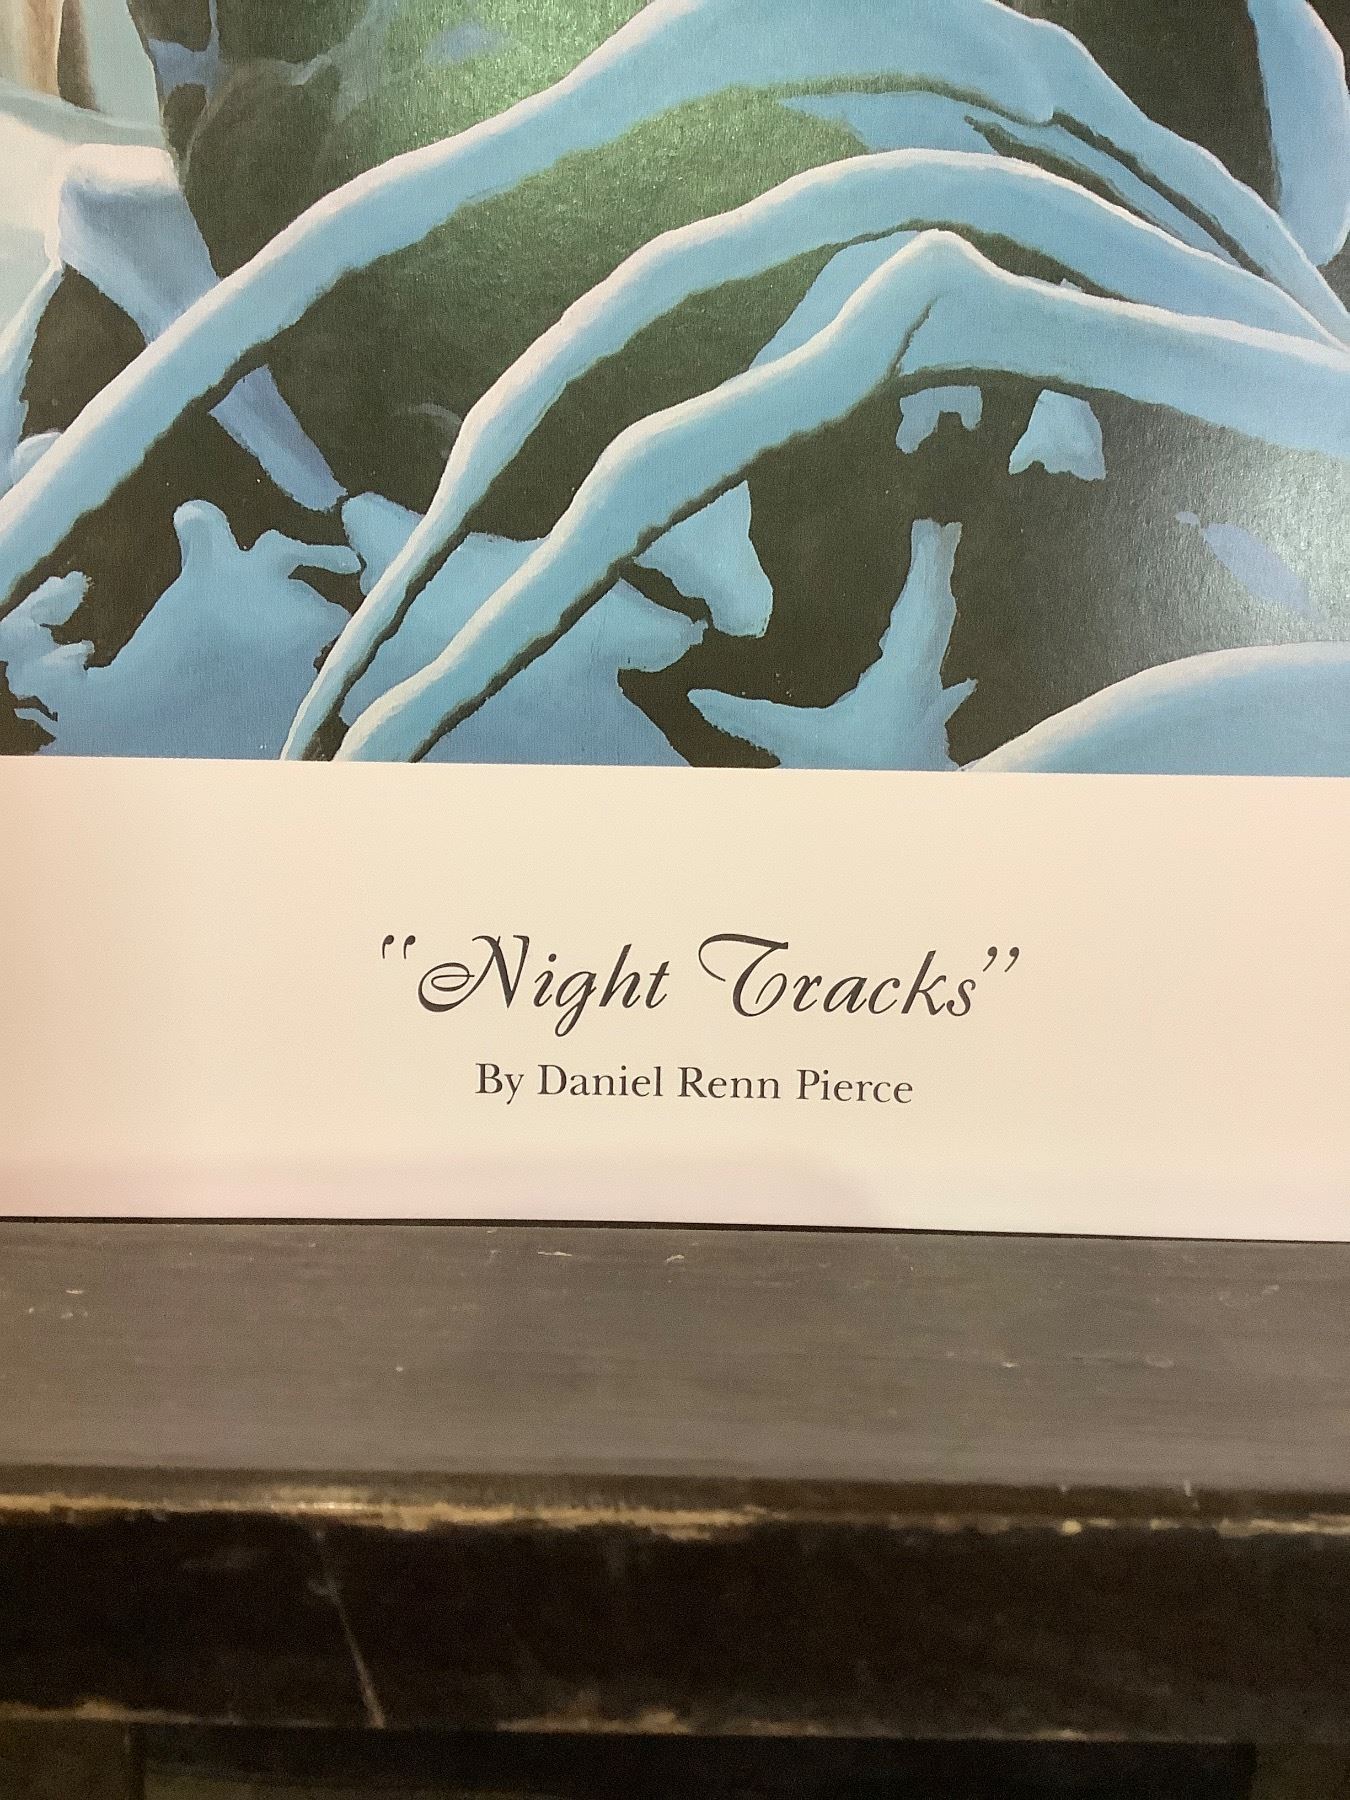 “Night Tracks”
By Daniel Renn Pierce